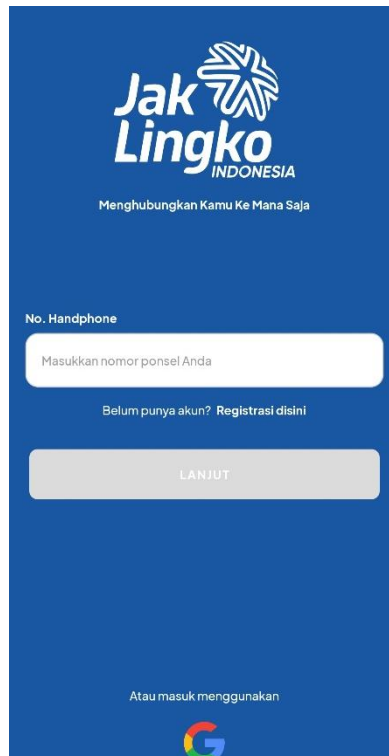 Jak
Lingko
INDONESIA
Menghubungkan Kamu Ke Mana Saja
No. Handphone
Masukkan nomor ponsel Anda
Belum punya akun? Registrasi disini
LANJUT
Atau masuk menggunakan